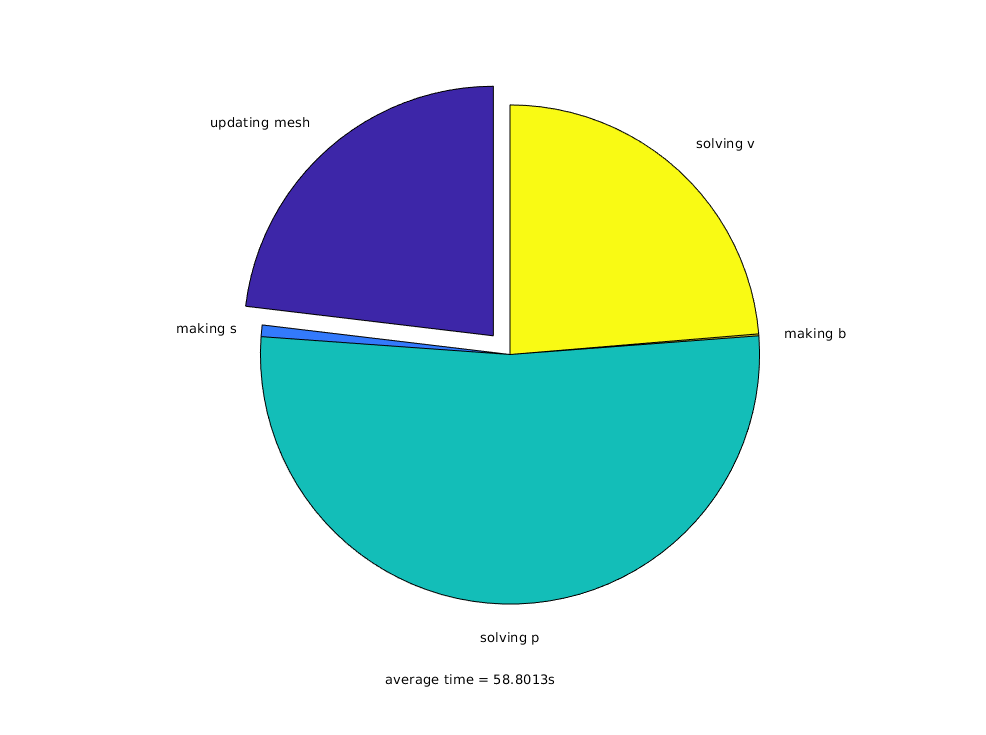 updating mesh
solving v
making s
making b
solving p
average time = 58.8013s